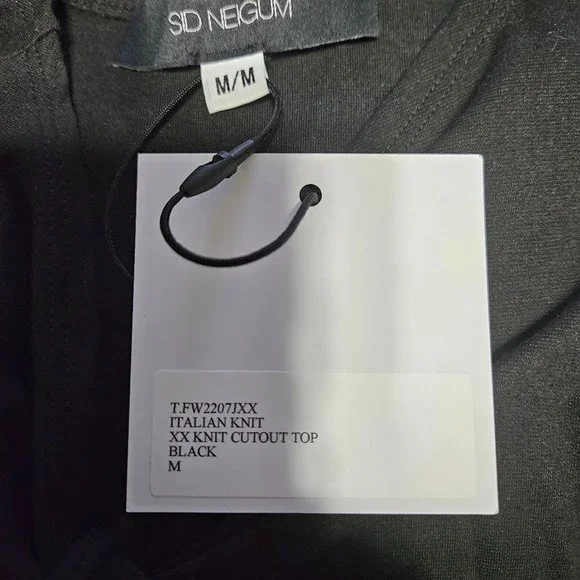 SID NEIGUM
M/M
T.FW2207JXX
ITALIAN KNIT
XX KNIT CUTOUT TOP
BLACK
M